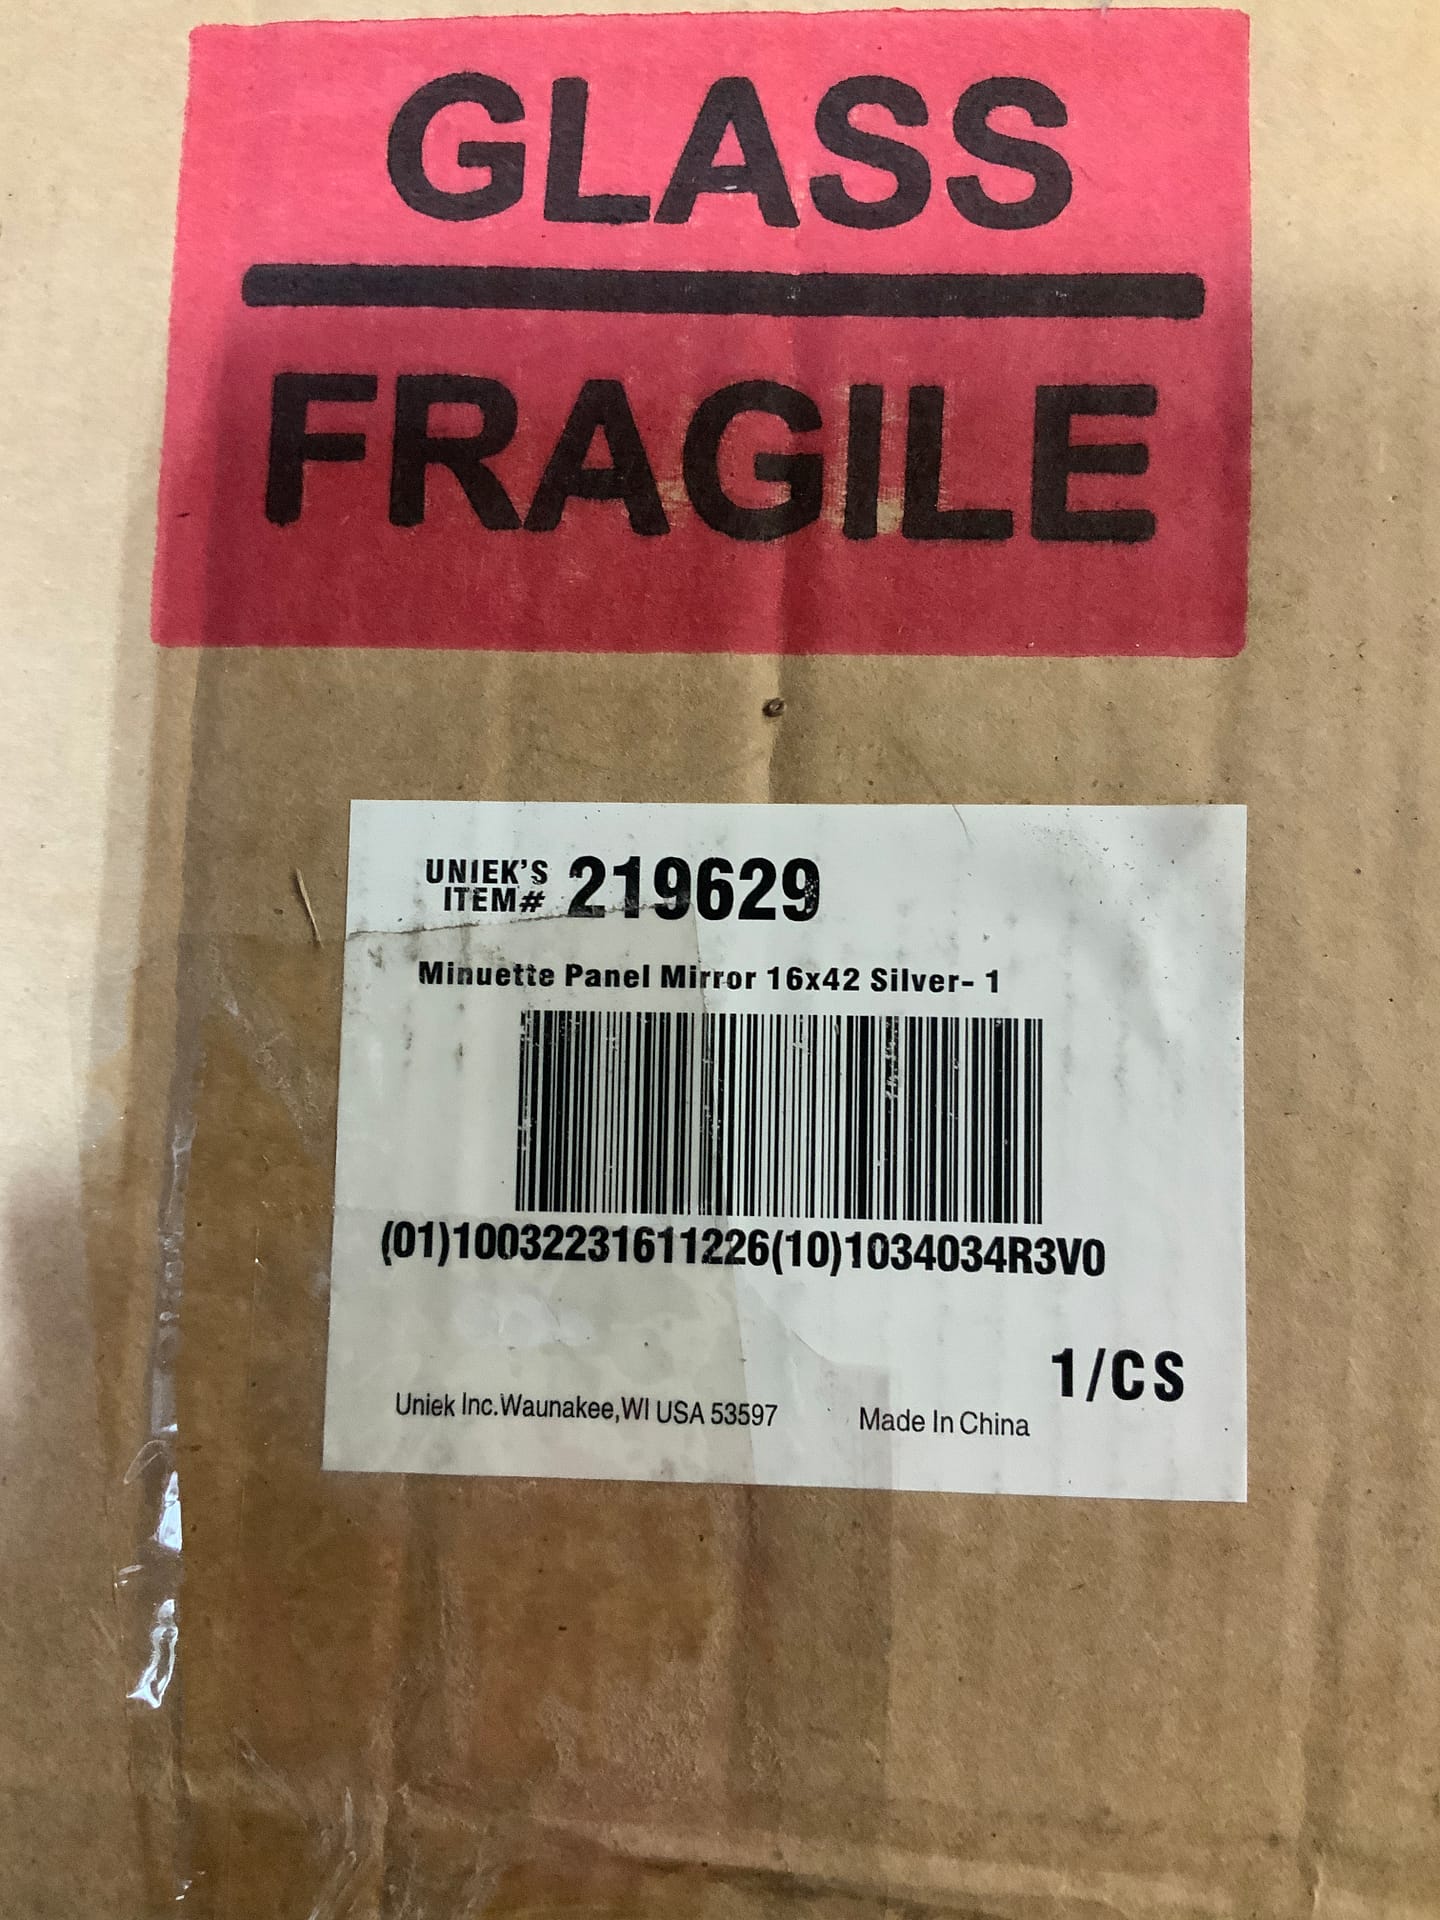 GLASS
FRAGILE
UNIEK'S
ITEM# 219629
Minuette Panel Mirror 16x42 Silver- 1
(01)10032231611226(10)1034034R3V0
1/CS
Uniek Inc.Waunakee,WI USA 53597 Made In China